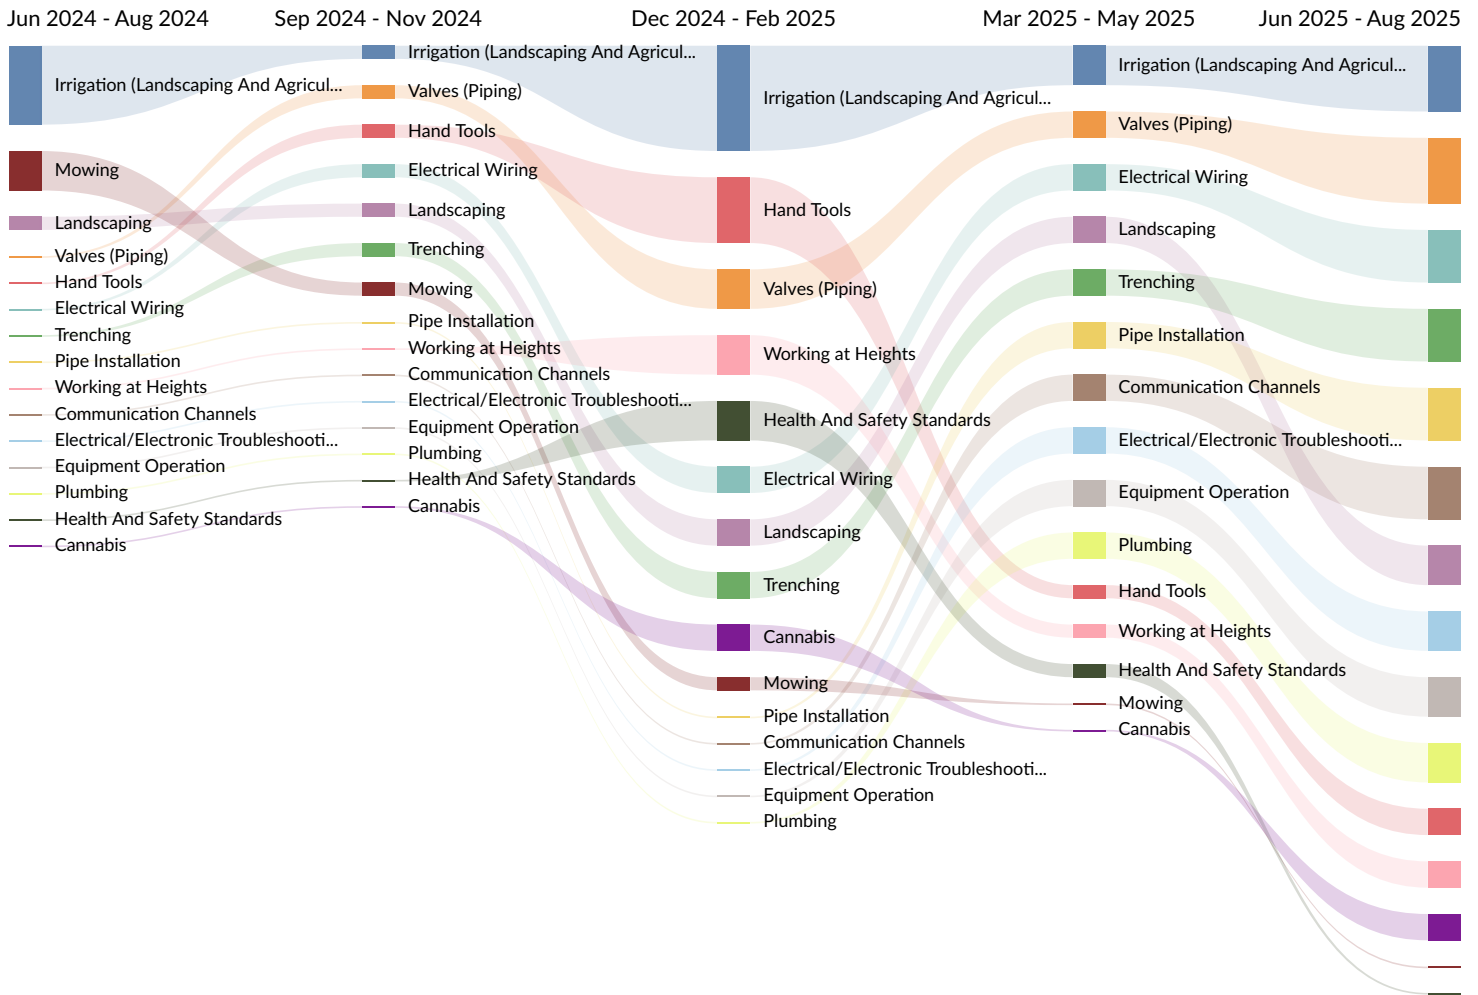 Jun 2024 - Aug 2024
Sep 2024 - Nov 2024
Dec 2024 - Feb 2025
Mar 2025 - May 2025
Jun 2025 - Aug 2025
Irrigation (Landscaping And Agricul...
Mowing
Landscaping
Valves (Piping)
Hand Tools
Electrical Wiring
Trenching
Pipe Installation
Working at Heights
Communication Channels
Electrical/Electronic Troubleshooti...
Equipment Operation
Plumbing
Health And Safety Standards
Cannabis
Irrigation (Landscaping And Agricul...
Valves (Piping)
Hand Tools
Electrical Wiring
Landscaping
Trenching
Mowing
Pipe Installation
Working at Heights
Communication Channels
Electrical/Electronic Troubleshooti...
Equipment Operation
Plumbing
Health And Safety Standards
Cannabis
Irrigation (Landscaping And Agricul...
Hand Tools
Valves (Piping)
Working at Heights
Health And Safety Standards
Electrical Wiring
Landscaping
Trenching
Cannabis
Mowing
Pipe Installation
Communication Channels
Electrical/Electronic Troubleshooti...
Equipment Operation
Plumbing
Irrigation (Landscaping And Agricul...
Valves (Piping)
Electrical Wiring
Landscaping
Trenching
Pipe Installation
Communication Channels
Electrical/Electronic Troubleshooti...
Equipment Operation
Plumbing
Hand Tools
Working at Heights
Health And Safety Standards
Mowing
Cannabis